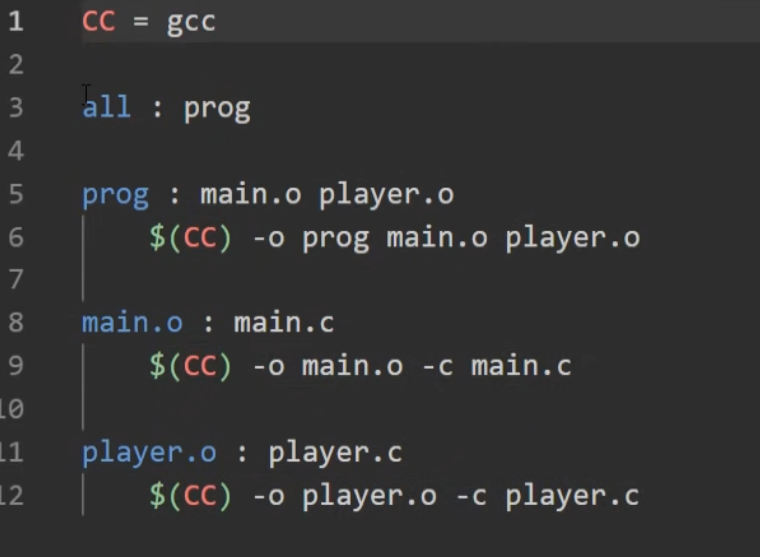 1 CC = gcc
2
3 all : prog
4
5 prog : main.o player.o
6 $(CC) -o prog main.o player.o
7
8 main.o : main.c
9 $(CC) -o main.o -c main.c
10
11 player.o : player.c
12 $(CC) -o player.o -c player.c